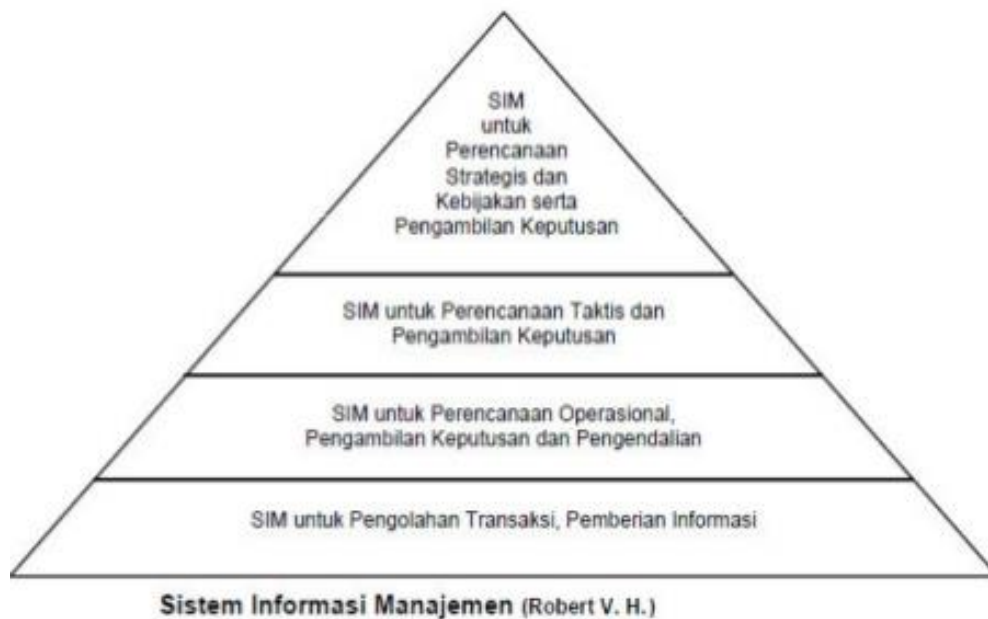 SIM
untuk
Perencanaan
Strategis dan
Kebijakan serta
Pengambilan Keputusan
SIM untuk Perencanaan Taktis dan
Pengambilan Keputusan
SIM untuk Perencanaan Operasional,
Pengambilan Keputusan dan Pengendalian
SIM untuk Pengolahan Transaksi, Pemberian Informasi
Sistem Informasi Manajemen (Robert V. H.)